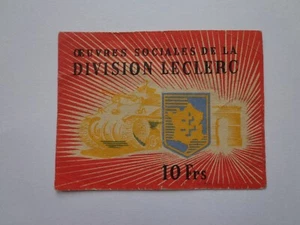 ŒUVRES SOCIALES DE LA
DIVISION LECLERC
10 Frs